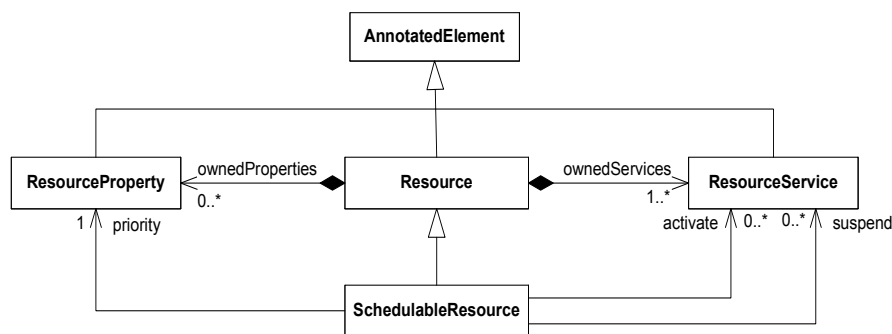 AnnotatedElement
ownedProperties
ownedServices
ResourceProperty
Resource
ResourceService
0..*
1..*
1
priority
activate
0..*
0..*
suspend
SchedulableResource